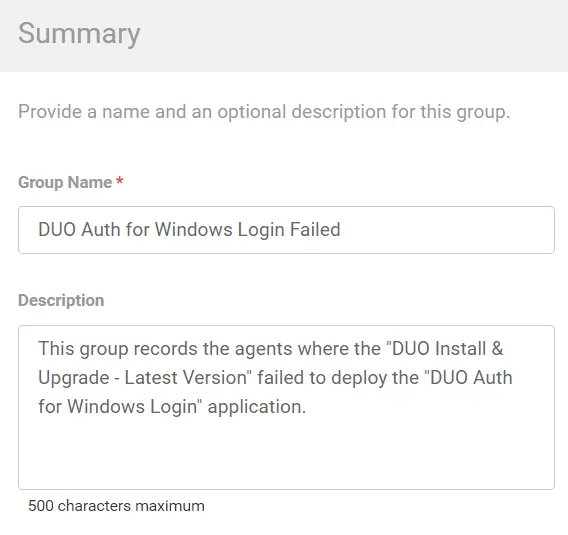 Summary
Provide a name and an optional description for this group.
Group Name *
DUO Auth for Windows Login Failed
Description
This group records the agents where the "DUO Install &
Upgrade - Latest Version" failed to deploy the "DUO Auth
for Windows Login" application.
500 characters maximum